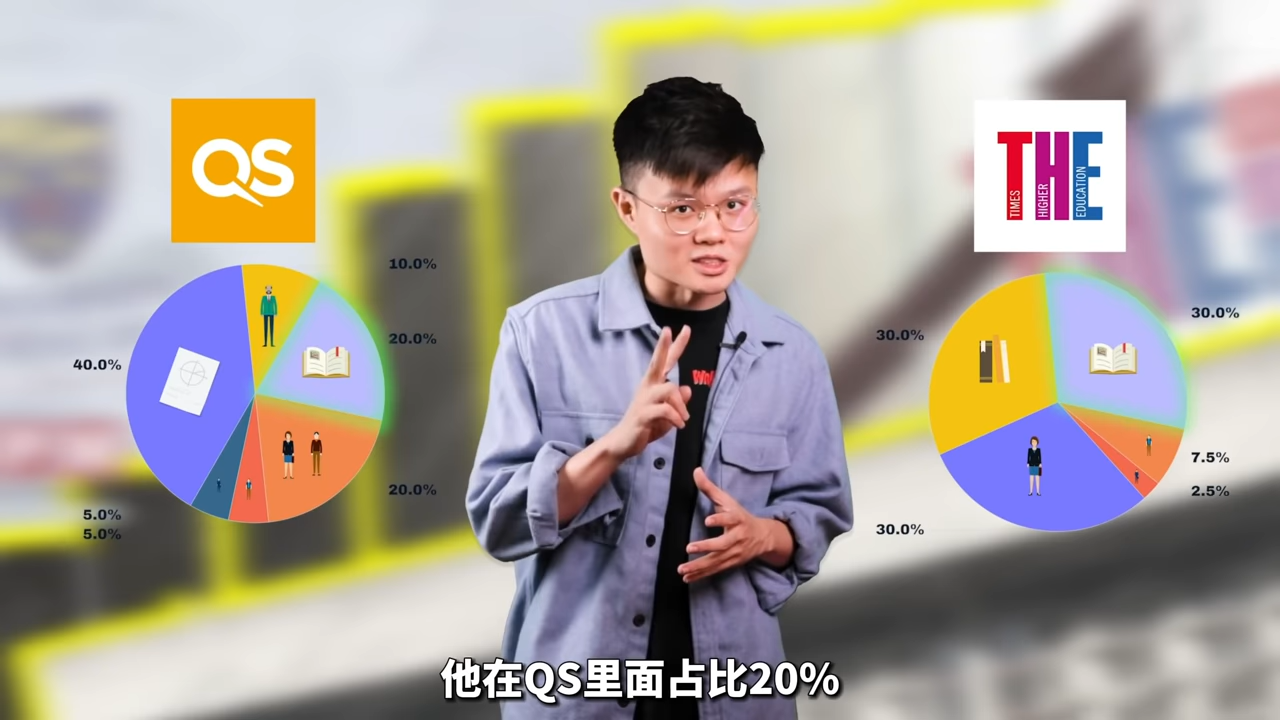 QS
TIMES
HIGHER
EDUCATION
THE
10.0%
20.0%
40.0%
20.0%
5.0%
5.0%
30.0%
30.0%
7.5%
2.5%
30.0%
他在QS里面占比20%